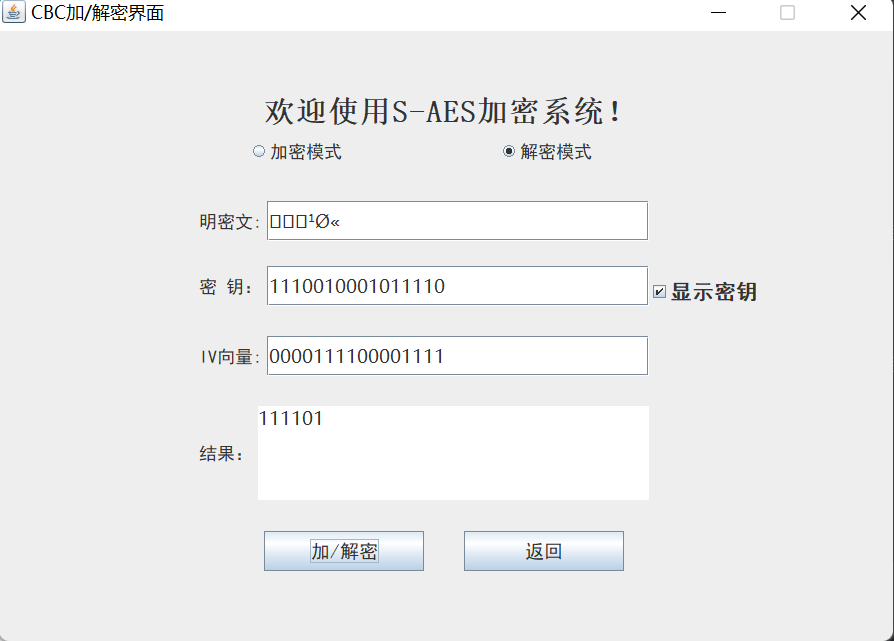 CBC加/解密界面
欢迎使用S-AES加密系统！
加密模式 解密模式
明密文: ¹Ø«
密 钥： 1110010001011110 显示密钥
IV向量: 0000111100001111
结果： 111101
加/解密 返回